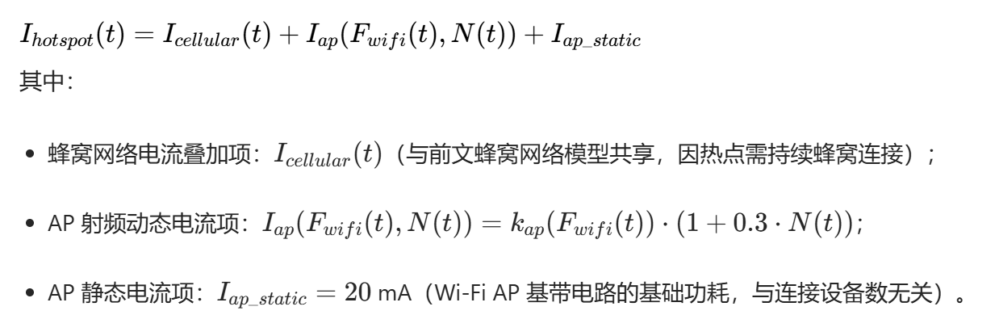 I_{hotspot}(t) = I_{cellular}(t) + I_{ap}(F_{wifi}(t), N(t)) + I_{ap\_static}
其中：
• 蜂窝网络电流叠加项：I_{cellular}(t)（与前文蜂窝网络模型共享，因热点需持续蜂窝连接）；
• AP 射频动态电流项：I_{ap}(F_{wifi}(t), N(t)) = k_{ap}(F_{wifi}(t)) · (1 + 0.3 · N(t))；
• AP 静态电流项：I_{ap\_static} = 20 mA（Wi-Fi AP 基带电路的基础功耗，与连接设备数无关）。